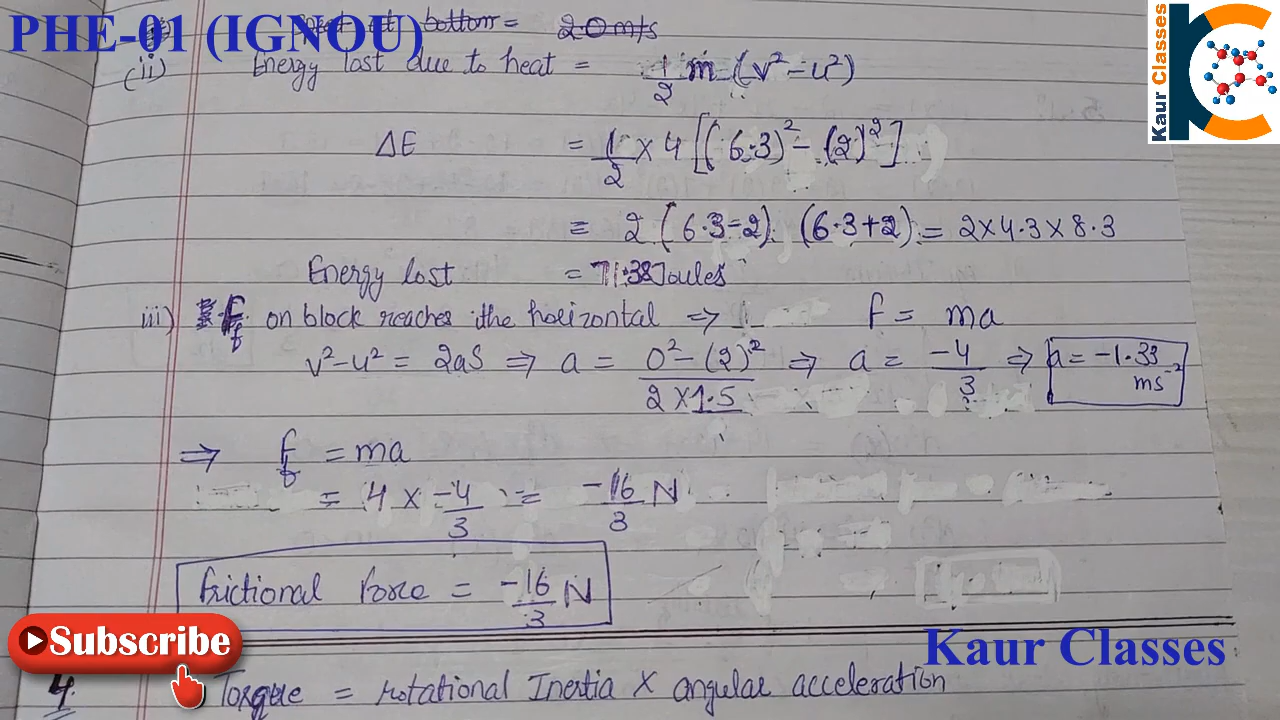 PHE-01 (IGNOU)
at bottom = 20 m/s
(ii) Energy lost due to heat = 1/2 m (v² - u²)
ΔE = 1/2 × 4 [(6.3)² - (2)²]
= 2 (6.3-2) (6.3+2) = 2×4.3×8.3
Energy lost = 71.38 Joules
iii) F_f on block reaches the horizontal ⇒ f = ma
v²-u² = 2aS ⇒ a = 0²-(2)²/2×1.5 ⇒ a = -4/3 ⇒ a = -1.33 ms⁻²
⇒ f_f = ma
= 4 × -4/3 = -16/3 N
Frictional Force = -16/3 N
4. Torque = rotational Inertia × angular acceleration
Subscribe
Kaur Classes
Kaur Classes
KC